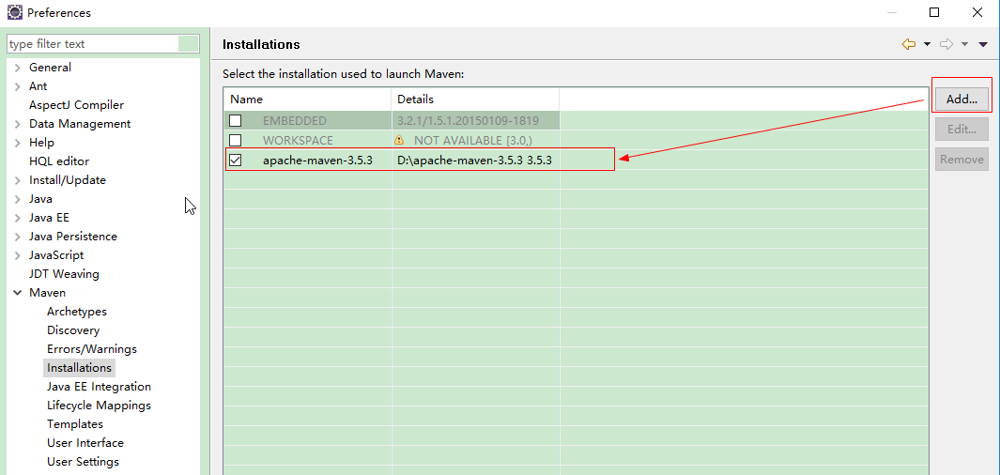 Preferences
type filter text
General
Ant
AspectJ Compiler
Data Management
Help
HQL editor
Install/Update
Java
Java EE
Java Persistence
JavaScript
JDT Weaving
Maven
Archetypes
Discovery
Errors/Warnings
Installations
Java EE Integration
Lifecycle Mappings
Templates
User Interface
User Settings
Installations
Select the installation used to launch Maven:
Name Details
EMBEDDED 3.2.1/1.5.1.20150109-1819
WORKSPACE NOT AVAILABLE [3.0,)
apache-maven-3.5.3 D:\apache-maven-3.5.3 3.5.3
Add...
Edit...
Remove